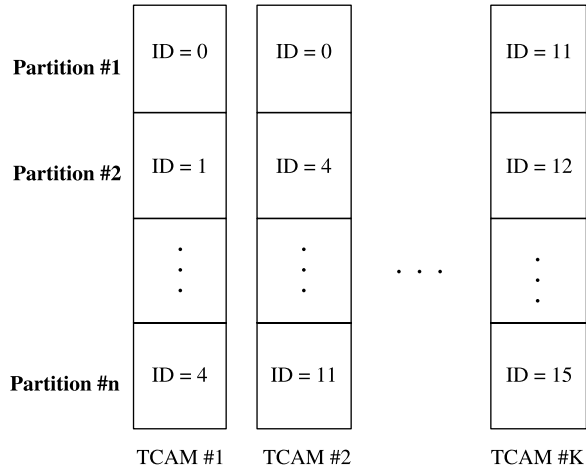 Partition #1 ID = 0 ID = 0 ID = 11
Partition #2 ID = 1 ID = 4 ID = 12
. . .
Partition #n ID = 4 ID = 11 ID = 15
TCAM #1 TCAM #2 TCAM #K